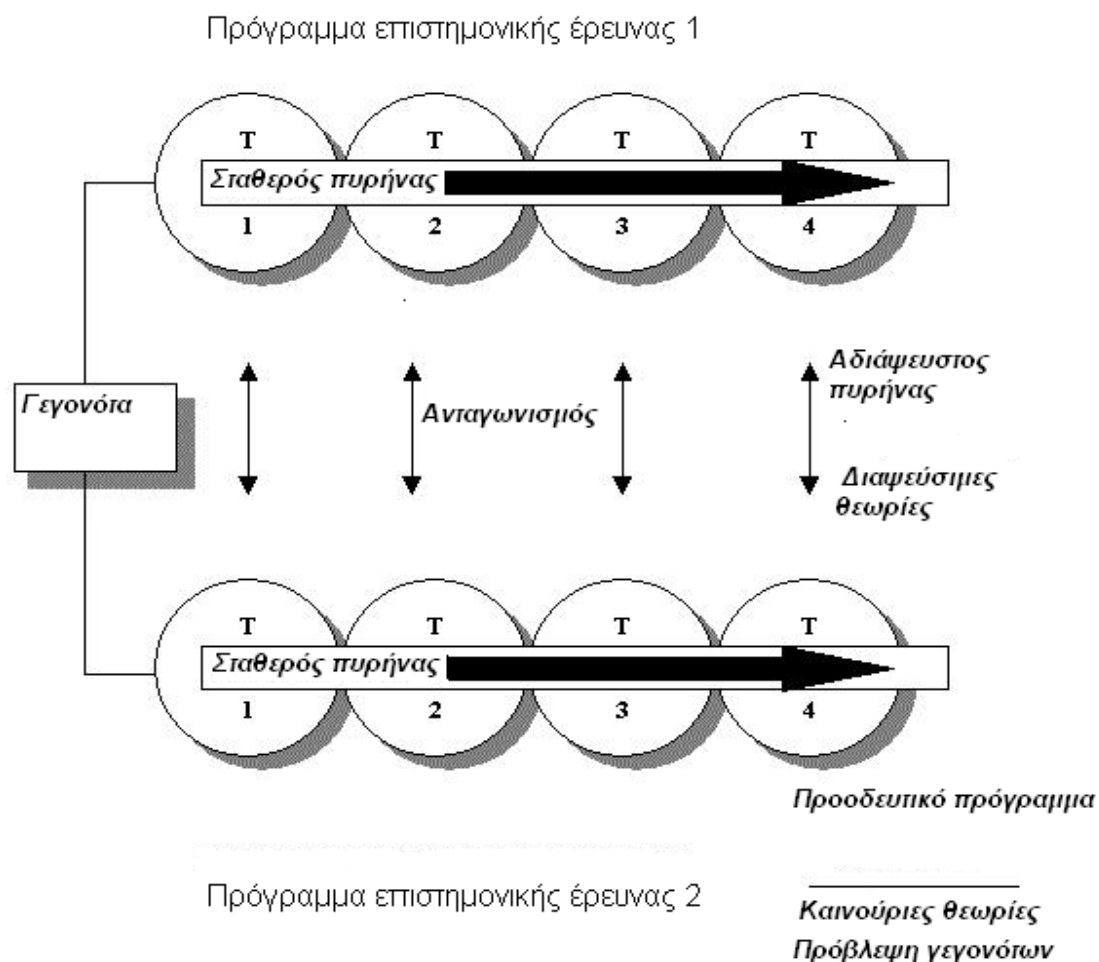 Πρόγραμμα επιστημονικής έρευνας 1
T T T T
Σταθερός πυρήνας
1 2 3 4
Γεγονότα
Ανταγωνισμός
Αδιάψευστος
πυρήνας
Διαψεύσιμες
θεωρίες
T T T T
Σταθερός πυρήνας
1 2 3 4
Προοδευτικό πρόγραμμα
Πρόγραμμα επιστημονικής έρευνας 2
Καινούριες θεωρίες
Πρόβλεψη γεγονότων